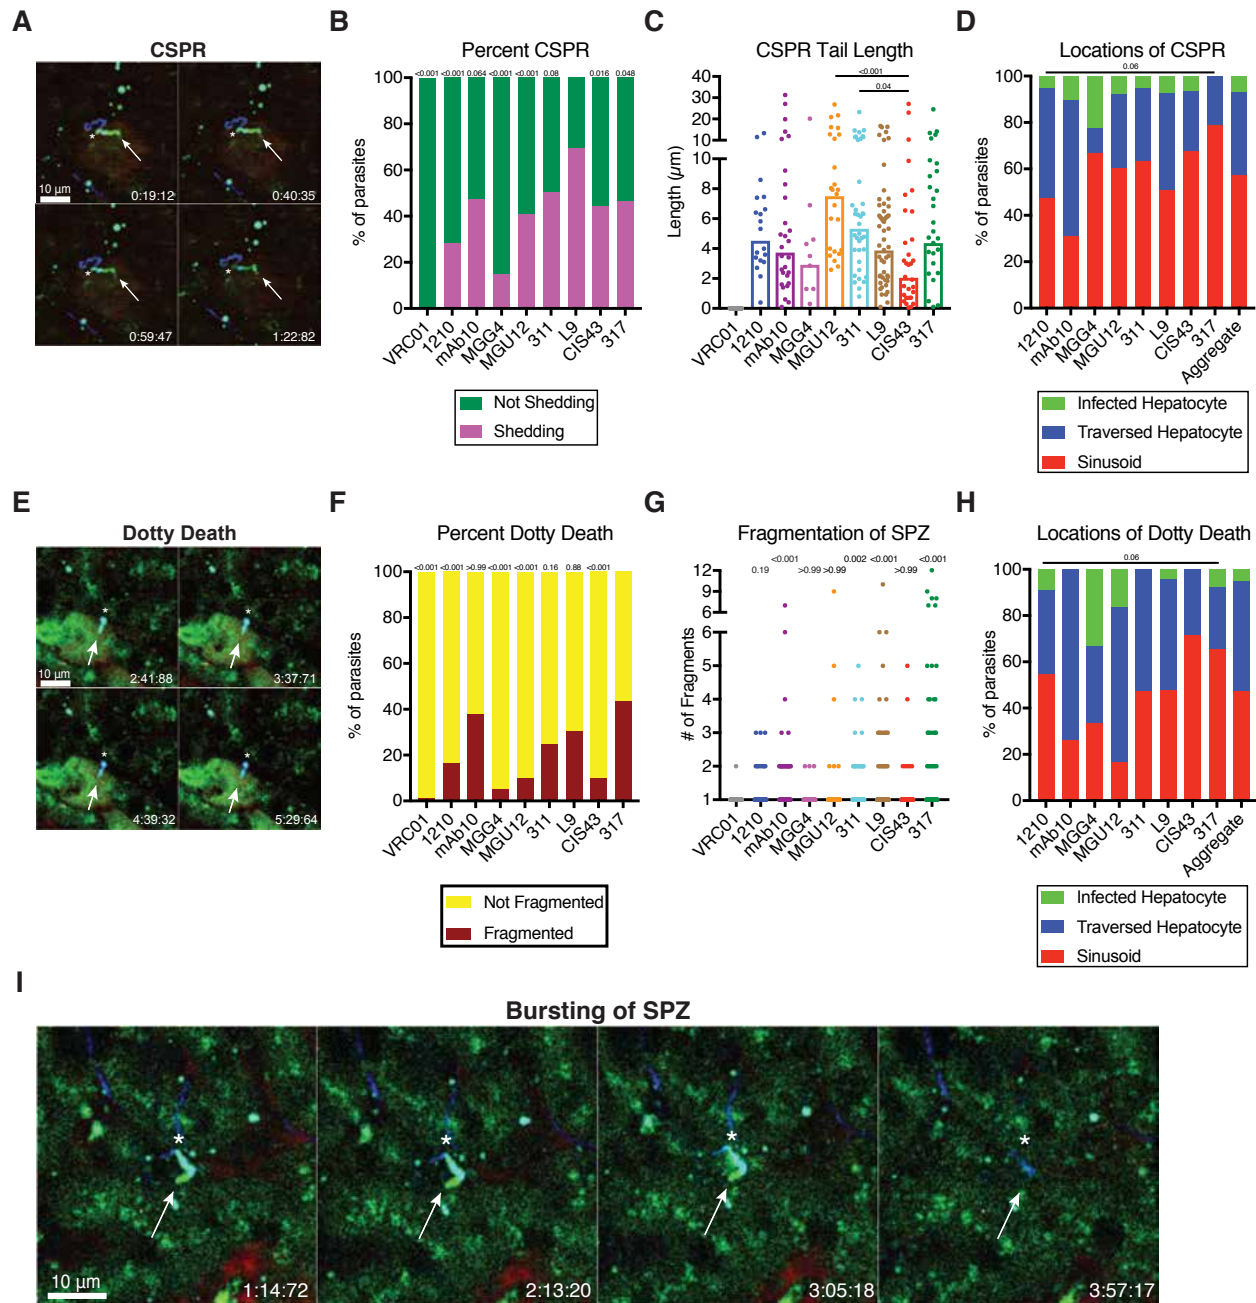 A
CSPR
10 µm
0:19:12
0:40:35
0:59:47
1:22:82
B
Percent CSPR
<0.001 <0.001 0.064 <0.001 <0.001 0.08 0.016 0.048
100
80
60
40
20
0
% of parasites
VRC01 1210 mAb10 MGG4 MGU12 311 L9 CIS43 317
Not Shedding
Shedding
C
CSPR Tail Length
<0.001
0.04
40
30
20
10
10
8
6
4
2
0
Length (µm)
VRC01 1210 mAb10 MGG4 MGU12 311 L9 CIS43 317
D
Locations of CSPR
0.06
100
80
60
40
20
0
% of parasites
1210 mAb10 MGG4 MGU12 311 L9 CIS43 317 Aggregate
Infected Hepatocyte
Traversed Hepatocyte
Sinusoid
E
Dotty Death
10 µm
2:41:88
3:37:71
4:39:32
5:29:64
F
Percent Dotty Death
<0.001 <0.001 >0.99 <0.001 <0.001 0.16 0.88 <0.001
100
80
60
40
20
0
% of parasites
VRC01 1210 mAb10 MGG4 MGU12 311 L9 CIS43 317
Not Fragmented
Fragmented
G
Fragmentation of SPZ
<0.001 0.002 <0.001 <0.001
0.19 >0.99 >0.99 >0.99
12
9
6
6
5
4
3
2
1
# of Fragments
VRC01 1210 mAb10 MGG4 MGU12 311 L9 CIS43 317
H
Locations of Dotty Death
0.06
100
80
60
40
20
0
% of parasites
1210 mAb10 MGG4 MGU12 311 L9 CIS43 317 Aggregate
Infected Hepatocyte
Traversed Hepatocyte
Sinusoid
I
Bursting of SPZ
* * * *
10 µm
1:14:72
2:13:20
3:05:18
3:57:17